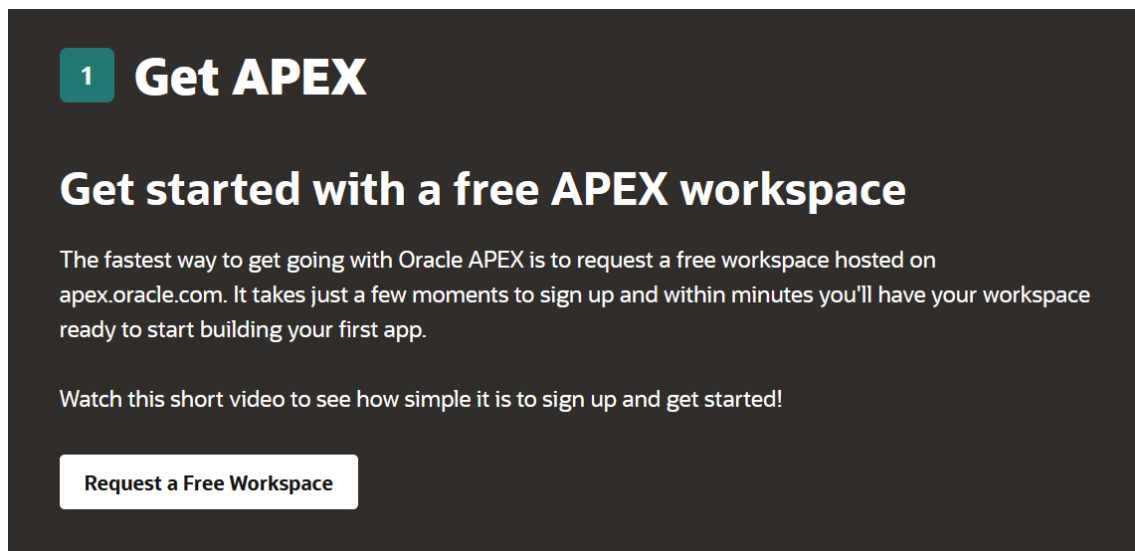 1 Get APEX
Get started with a free APEX workspace
The fastest way to get going with Oracle APEX is to request a free workspace hosted on
apex.oracle.com. It takes just a few moments to sign up and within minutes you'll have your workspace
ready to start building your first app.
Watch this short video to see how simple it is to sign up and get started!
Request a Free Workspace